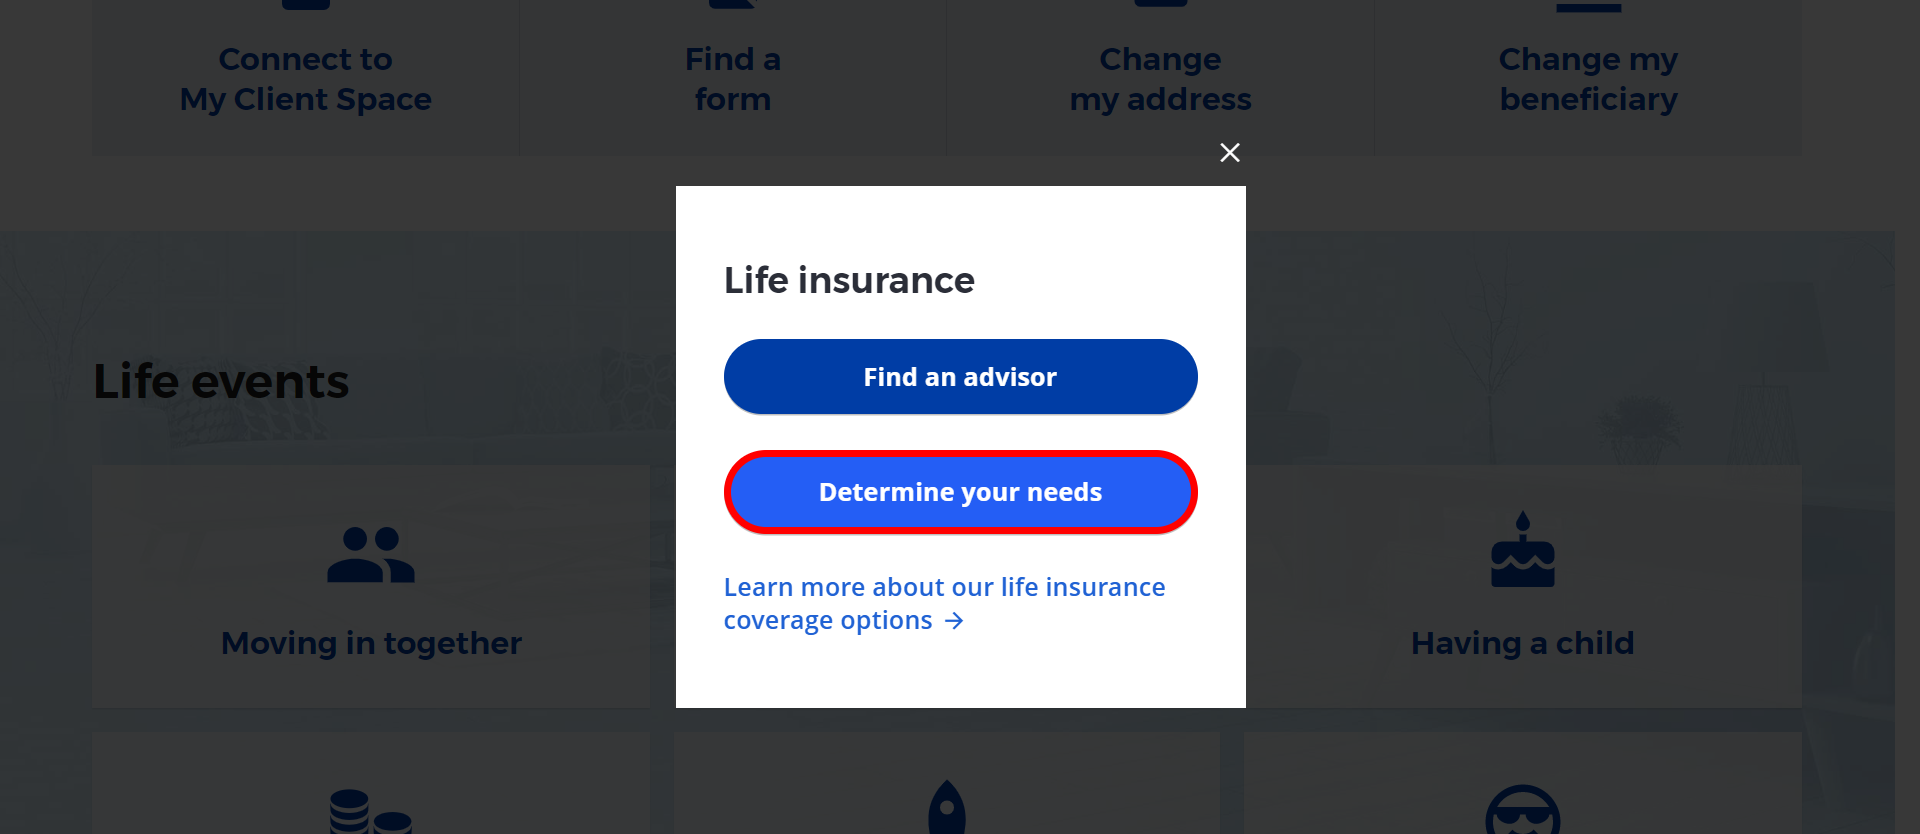 Connect to
My Client Space
Find a
form
Change
my address
Change my
beneficiary
Life insurance
Find an advisor
Life events
Determine your needs
Learn more about our life insurance
coverage options →
Moving in together
Having a child